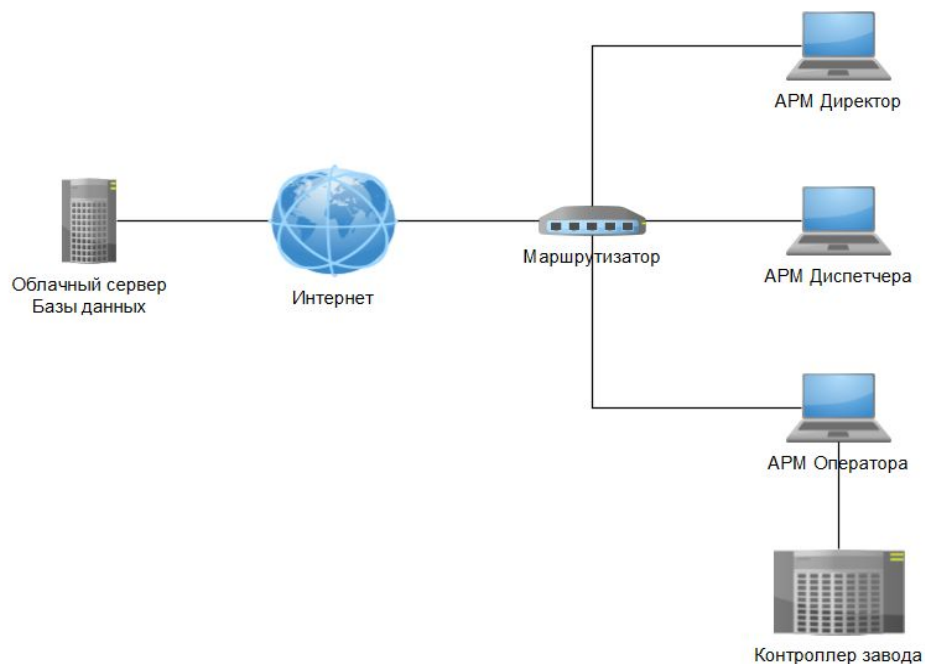 АРМ Директор
Облачный сервер
Базы данных
Интернет
Маршрутизатор
АРМ Диспетчера
АРМ Оператора
Контроллер завода